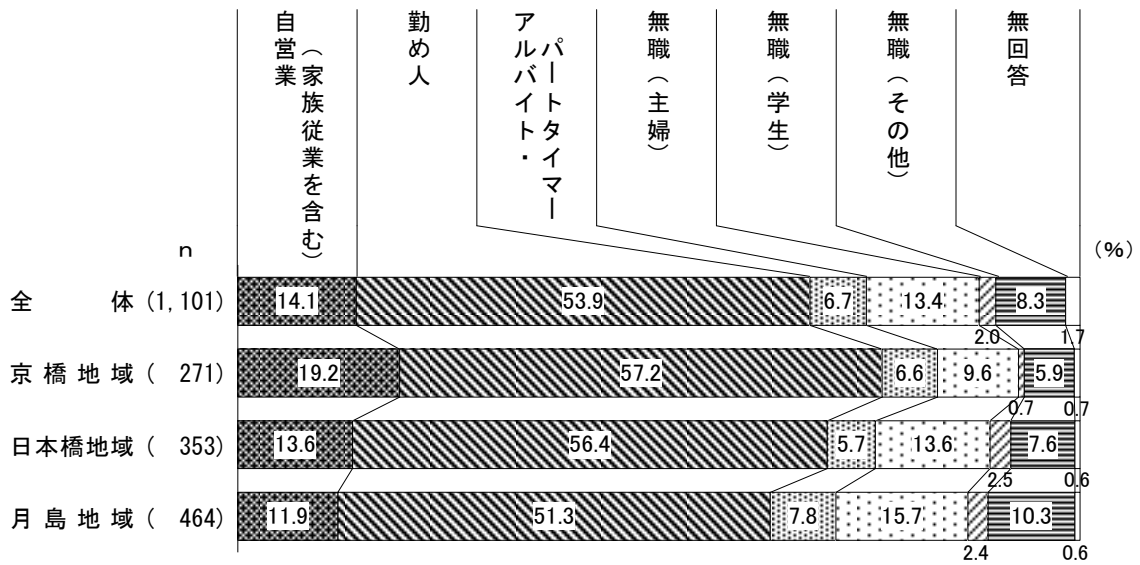 自営業
（家族従業を含む）
勤め人
アルバイト・
パートタイマー
無職（主婦）
無職（学生）
無職（その他）
無回答
n
(%)
全体 (1,101) 14.1 53.9 6.7 13.4 8.3
2.0 1.7
京橋地域 ( 271) 19.2 57.2 6.6 9.6 5.9
0.7 0.7
日本橋地域 ( 353) 13.6 56.4 5.7 13.6 7.6
2.5 0.6
月島地域 ( 464) 11.9 51.3 7.8 15.7 10.3
2.4 0.6